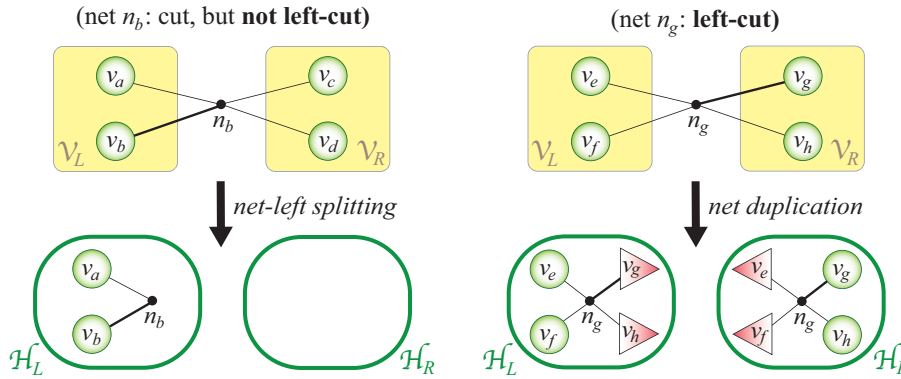 (net n_b: cut, but not left-cut)
(net n_g: left-cut)
v_a
v_c
v_e
v_g
n_b
n_g
v_b
v_d
v_f
v_h
V_L
V_R
V_L
V_R
net-left splitting
net duplication
v_a
v_e
v_g
v_e
v_g
n_b
n_g
n_g
v_b
v_f
v_h
v_f
v_h
H_L
H_R
H_L